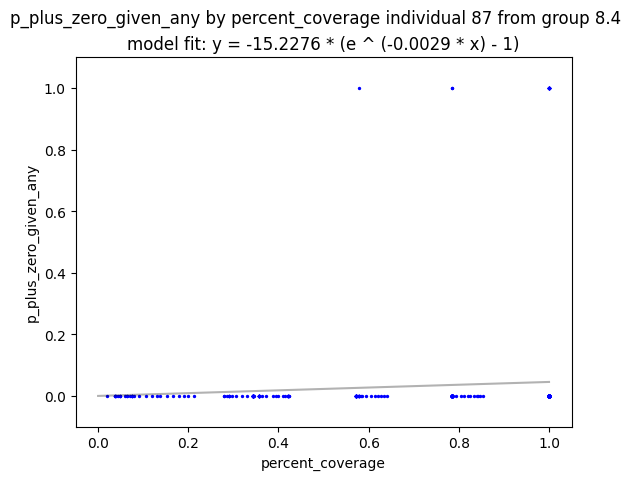 p_plus_zero_given_any by percent_coverage individual 87 from group 8.4
model fit: y = -15.2276 * (e ^ (-0.0029 * x) - 1)
1.0
0.8
0.6
0.4
0.2
0.0
p_plus_zero_given_any
0.0 0.2 0.4 0.6 0.8 1.0
percent_coverage